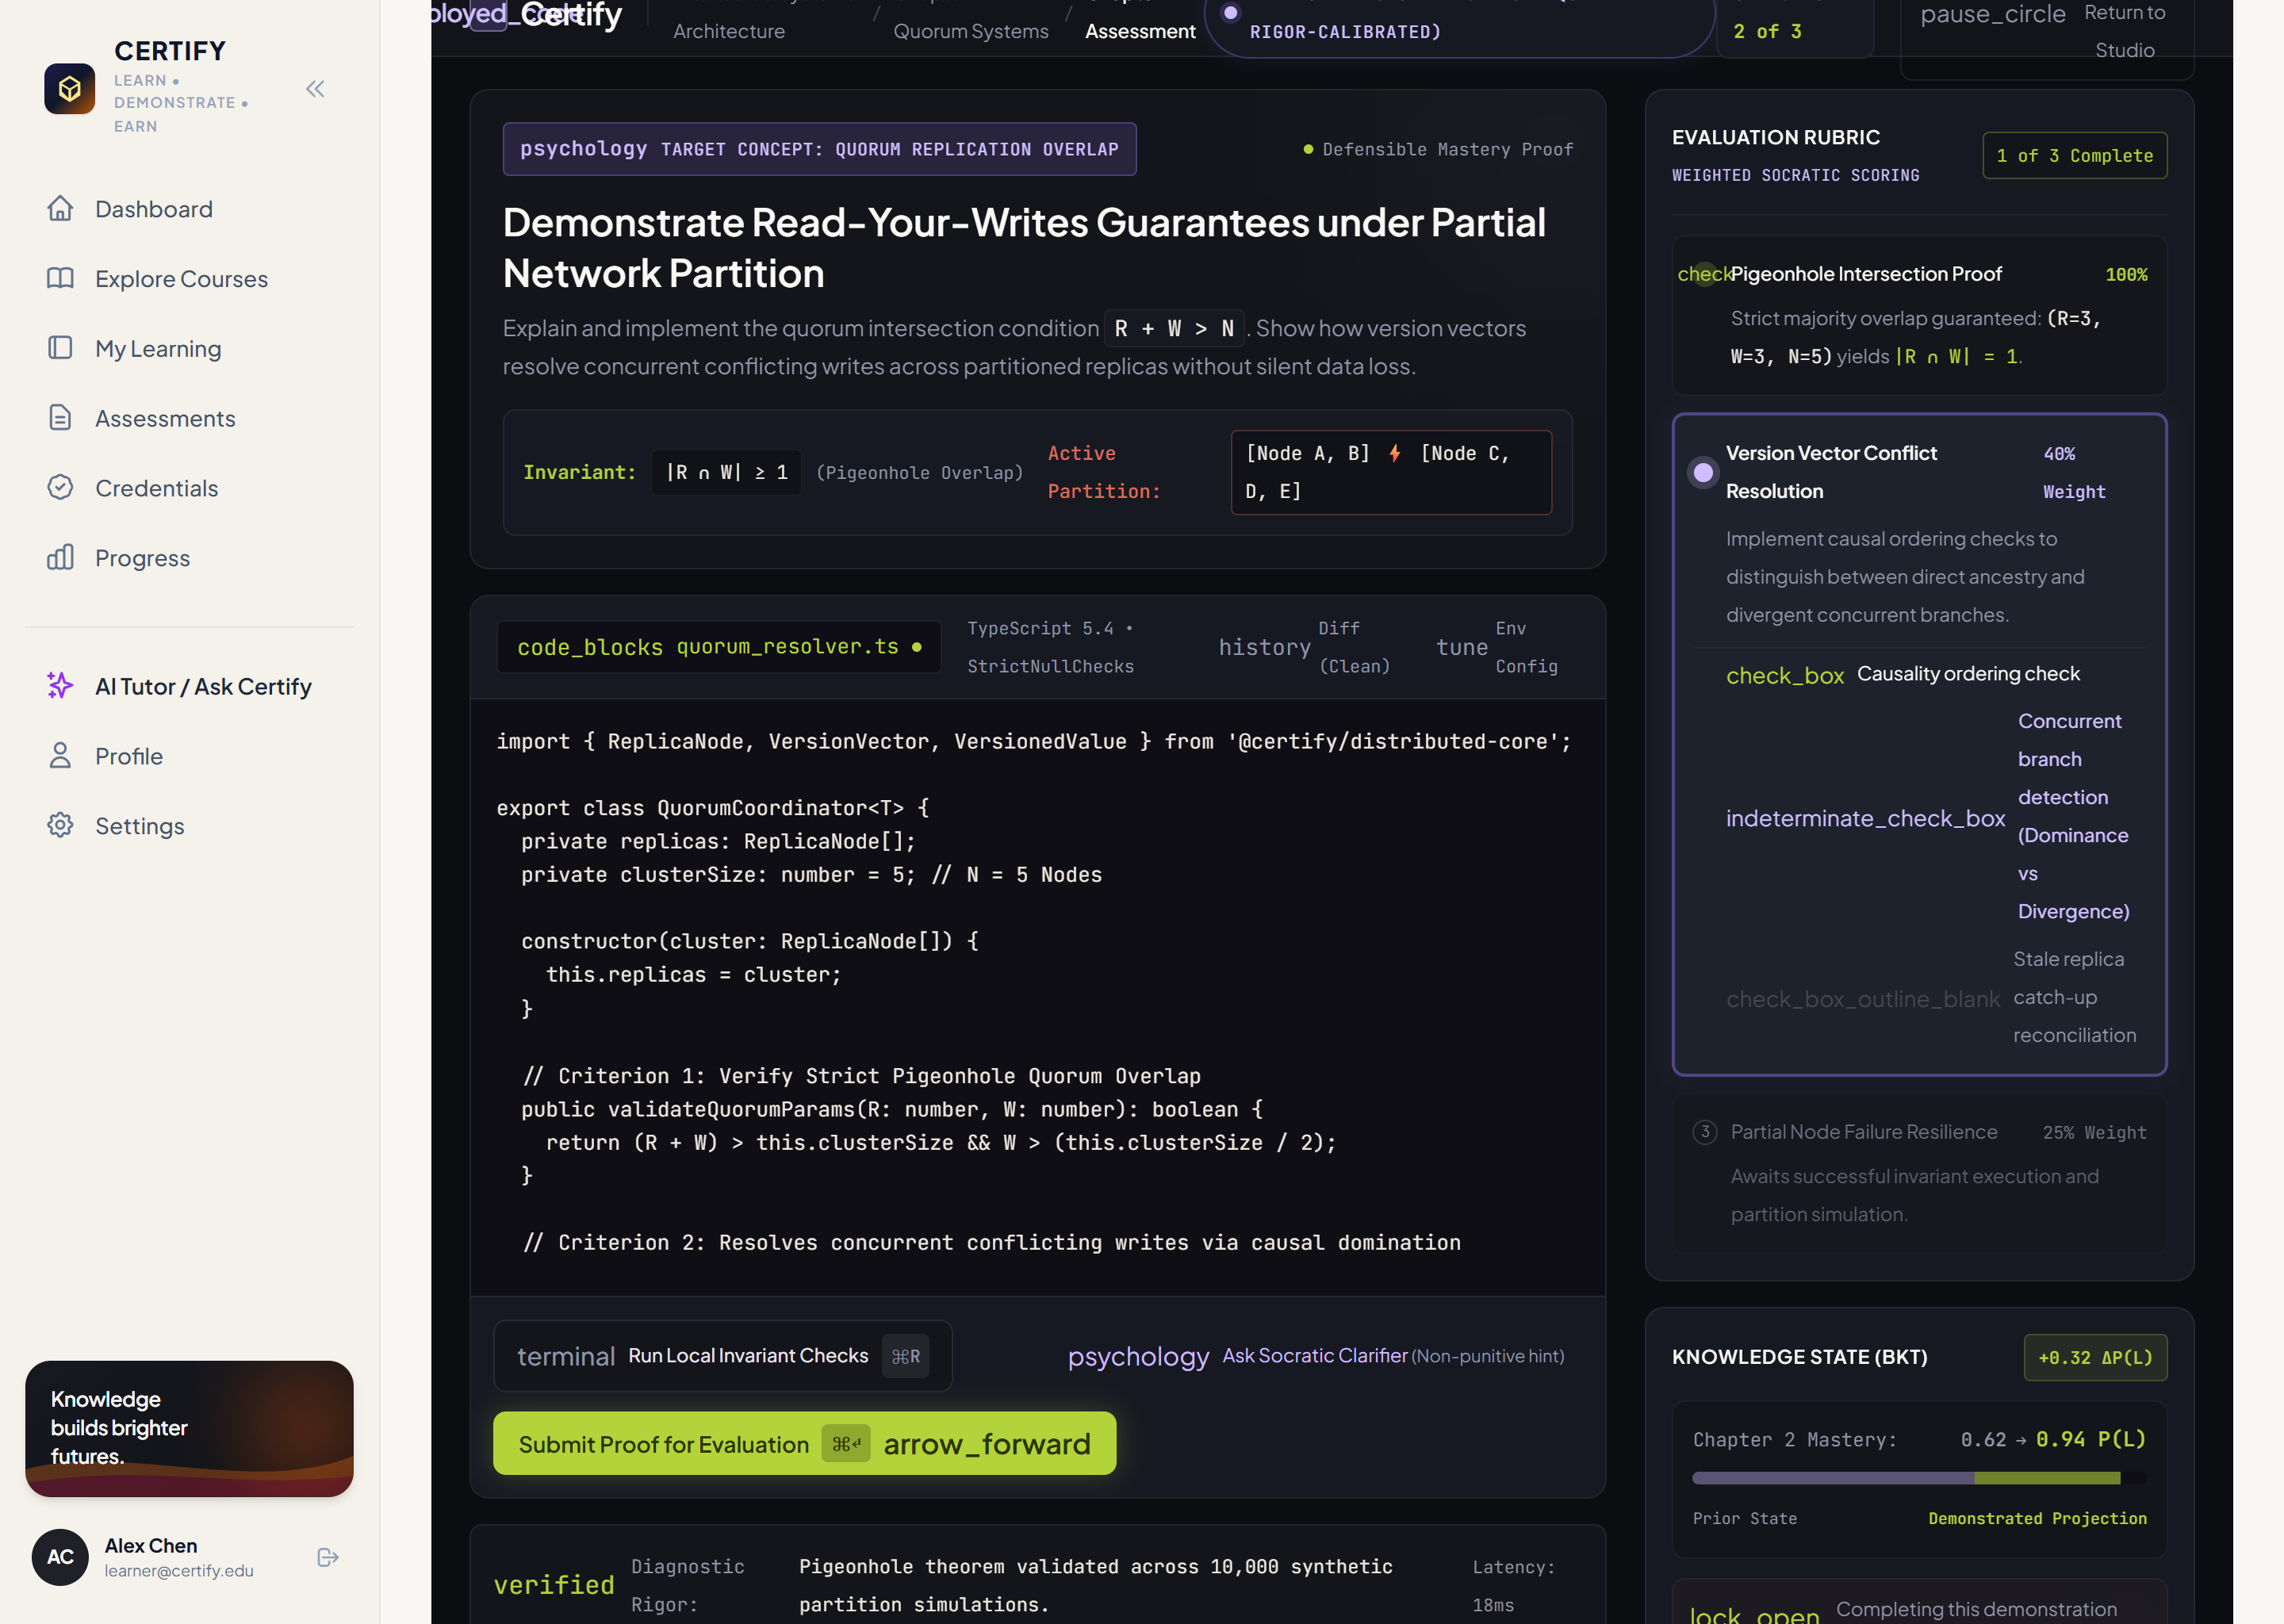 CERTIFY
LEARN •
DEMONSTRATE •
EARN
Dashboard
Explore Courses
My Learning
Assessments
Credentials
Progress
AI Tutor / Ask Certify
Profile
Settings
Knowledge
builds brighter
futures.
AC
Alex Chen
learner@certify.edu
Certify
Architecture
/
Quorum Systems
/
Assessment
RIGOR-CALIBRATED)
2 of 3
pause_circle
Return to
Studio
psychology TARGET CONCEPT: QUORUM REPLICATION OVERLAP
Defensible Mastery Proof
Demonstrate Read-Your-Writes Guarantees under Partial
Network Partition
Explain and implement the quorum intersection condition R + W > N . Show how version vectors
resolve concurrent conflicting writes across partitioned replicas without silent data loss.
Invariant: |R ∩ W| ≥ 1 (Pigeonhole Overlap)
Active
Partition:
[Node A, B] ⚡ [Node C,
D, E]
code_blocks quorum_resolver.ts
TypeScript 5.4 •
StrictNullChecks
history
Diff
(Clean)
tune
Env
Config
import { ReplicaNode, VersionVector, VersionedValue } from '@certify/distributed-core';
export class QuorumCoordinator<T> {
private replicas: ReplicaNode[];
private clusterSize: number = 5; // N = 5 Nodes
constructor(cluster: ReplicaNode[]) {
this.replicas = cluster;
}
// Criterion 1: Verify Strict Pigeonhole Quorum Overlap
public validateQuorumParams(R: number, W: number): boolean {
return (R + W) > this.clusterSize && W > (this.clusterSize / 2);
}
// Criterion 2: Resolves concurrent conflicting writes via causal domination
terminal Run Local Invariant Checks ⌘R
psychology Ask Socratic Clarifier (Non-punitive hint)
Submit Proof for Evaluation ⌘↵ arrow_forward
verified
Diagnostic
Rigor:
Pigeonhole theorem validated across 10,000 synthetic
partition simulations.
Latency:
18ms
EVALUATION RUBRIC
WEIGHTED SOCRATIC SCORING
1 of 3 Complete
check
Pigeonhole Intersection Proof
100%
Strict majority overlap guaranteed: (R=3,
W=3, N=5) yields |R ∩ W| = 1.
Version Vector Conflict
Resolution
40%
Weight
Implement causal ordering checks to
distinguish between direct ancestry and
divergent concurrent branches.
check_box Causality ordering check
indeterminate_check_box
Concurrent
branch
detection
(Dominance
vs
Divergence)
check_box_outline_blank
Stale replica
catch-up
reconciliation
3 Partial Node Failure Resilience 25% Weight
Awaits successful invariant execution and
partition simulation.
KNOWLEDGE STATE (BKT)
+0.32 ΔP(L)
Chapter 2 Mastery: 0.62 → 0.94 P(L)
Prior State
Demonstrated Projection
lock_open
Completing this demonstration